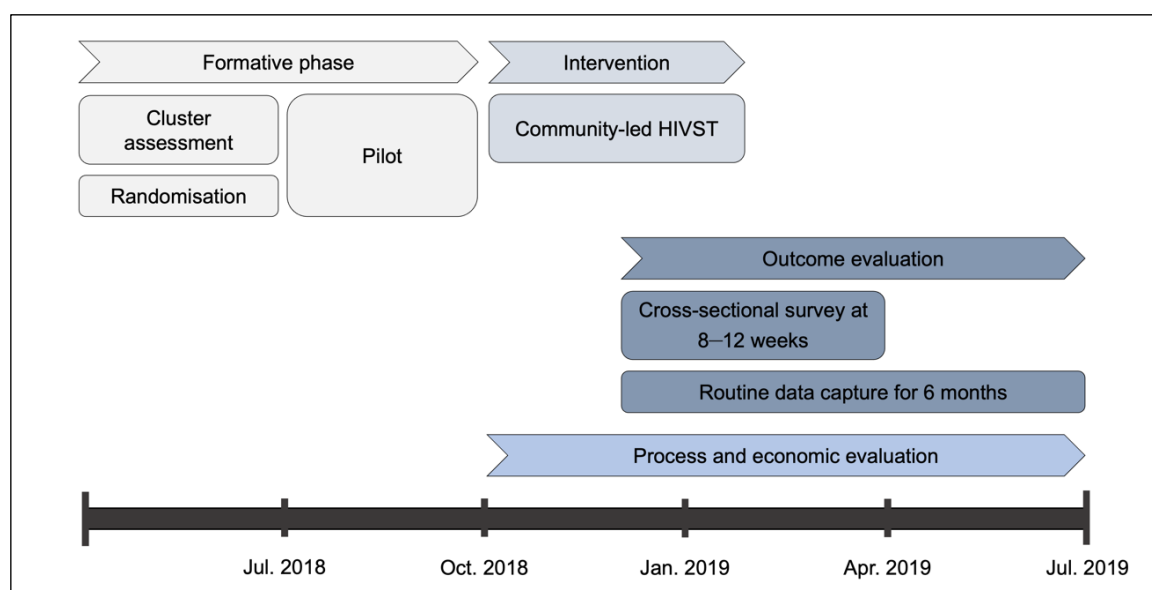 Formative phase
Intervention
Cluster
assessment
Pilot
Community-led HIVST
Randomisation
Outcome evaluation
Cross-sectional survey at
8–12 weeks
Routine data capture for 6 months
Process and economic evaluation
Jul. 2018
Oct. 2018
Jan. 2019
Apr. 2019
Jul. 2019